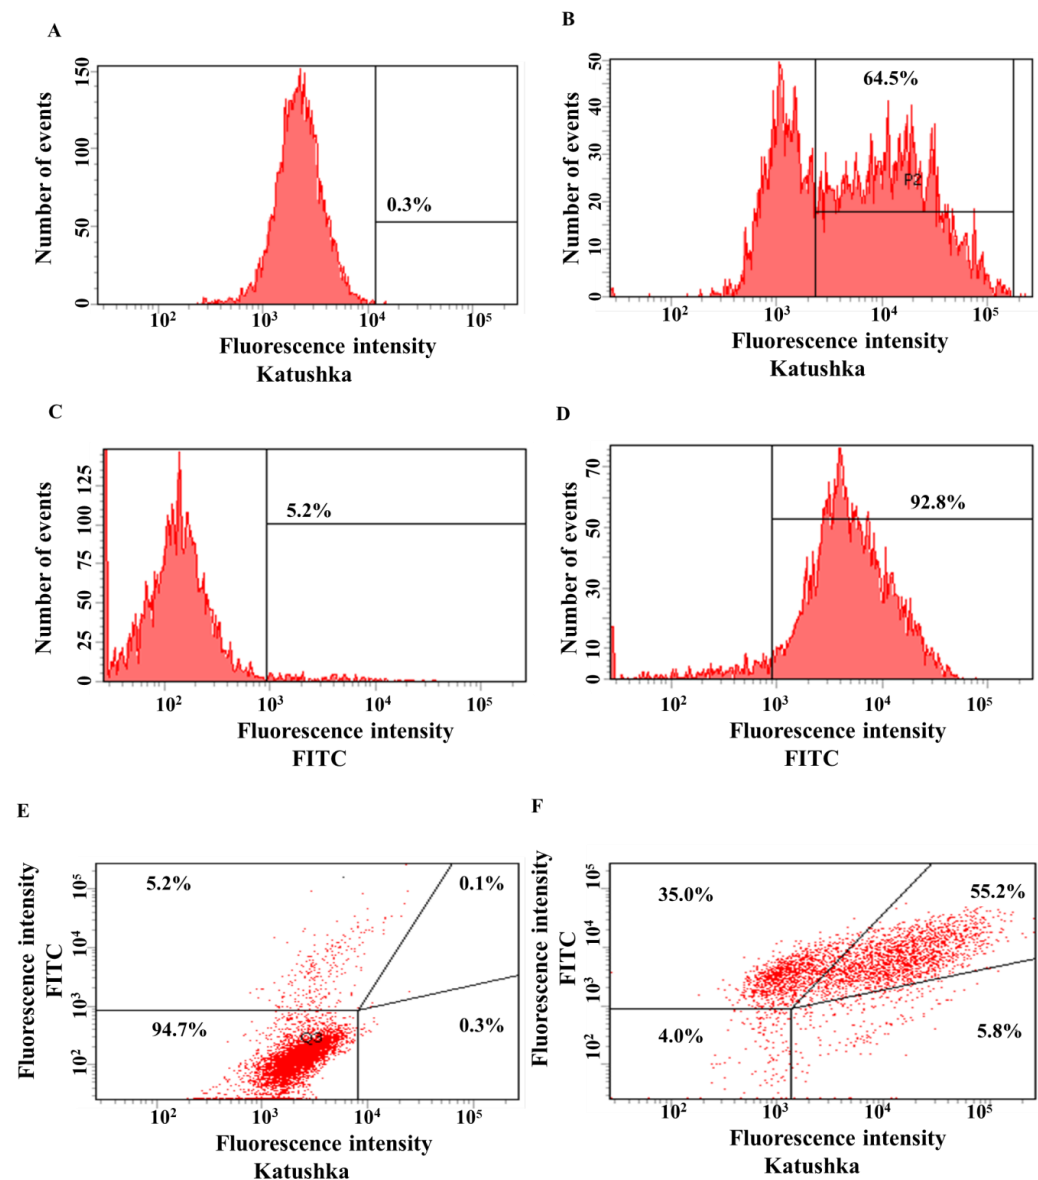 A
Number of events
150
100
50
0
0.3%
10² 10³ 10⁴ 10⁵
Fluorescence intensity
Katushka
B
Number of events
50
40
30
20
10
0
64.5%
P2
10² 10³ 10⁴ 10⁵
Fluorescence intensity
Katushka
C
Number of events
125
100
75
50
25
0
5.2%
10² 10³ 10⁴ 10⁵
Fluorescence intensity
FITC
D
Number of events
70
50
30
10
0
92.8%
10² 10³ 10⁴ 10⁵
Fluorescence intensity
FITC
E
Fluorescence intensity
FITC
10⁵
10⁴
10³
10²
5.2%
0.1%
94.7%
Q3
0.3%
10² 10³ 10⁴ 10⁵
Fluorescence intensity
Katushka
F
Fluorescence intensity
FITC
10⁵
10⁴
10³
10²
35.0%
55.2%
4.0%
5.8%
10² 10³ 10⁴ 10⁵
Fluorescence intensity
Katushka